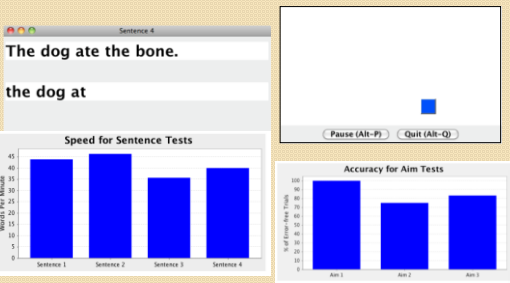 Sentence 4
The dog ate the bone.
the dog at
Pause (Alt-P)
Quit (Alt-Q)
Speed for Sentence Tests
Words Per Minute
45
40
35
30
25
20
15
10
5
0
Sentence 1
Sentence 2
Sentence 3
Sentence 4
Accuracy for Aim Tests
% of Error-free Trials
100
90
80
70
60
50
40
30
20
10
0
Aim 1
Aim 2
Aim 3